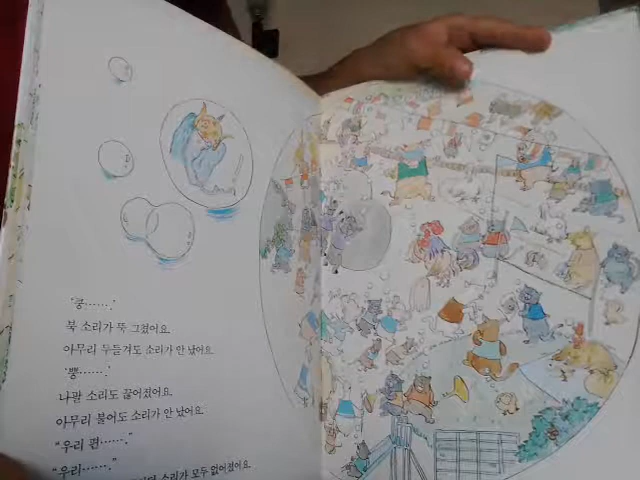 "쿵……."
북 소리가 뚝 그쳤어요.
아무리 두들겨도 소리가 안 났어요.
"뿡……."
나팔 소리도 끊어졌어요.
아무리 불어도 소리가 안 났어요.
"우리 편……."
"우리……."
소리가 모두 없어졌어요.